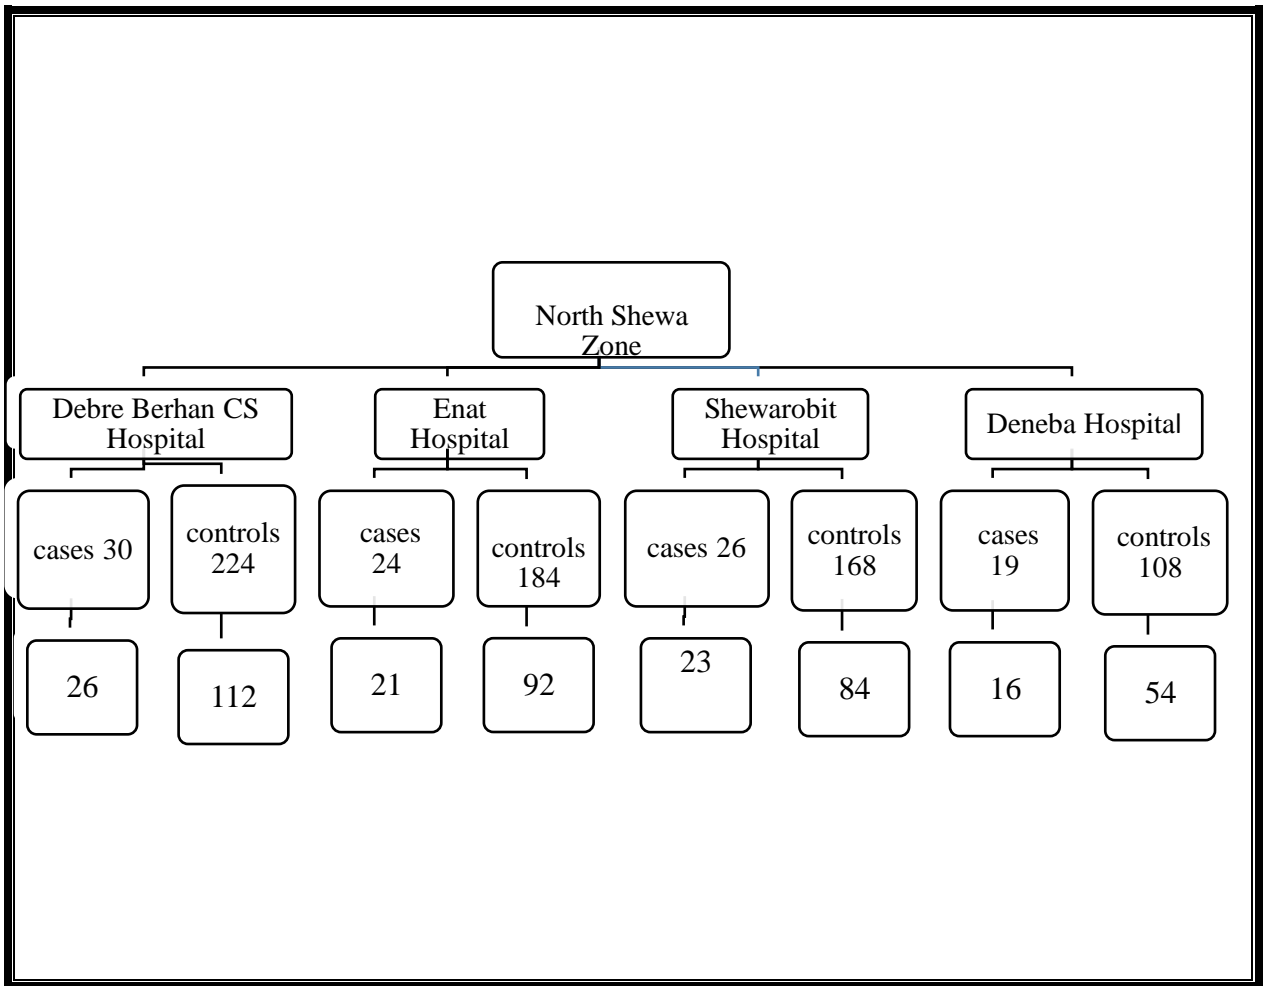 North Shewa
Zone
Debre Berhan CS
Hospital
Enat
Hospital
Shewarobit
Hospital
Deneba Hospital
cases 30
controls
224
cases
24
controls
184
cases 26
controls
168
cases
19
controls
108
26
112
21
92
23
84
16
54